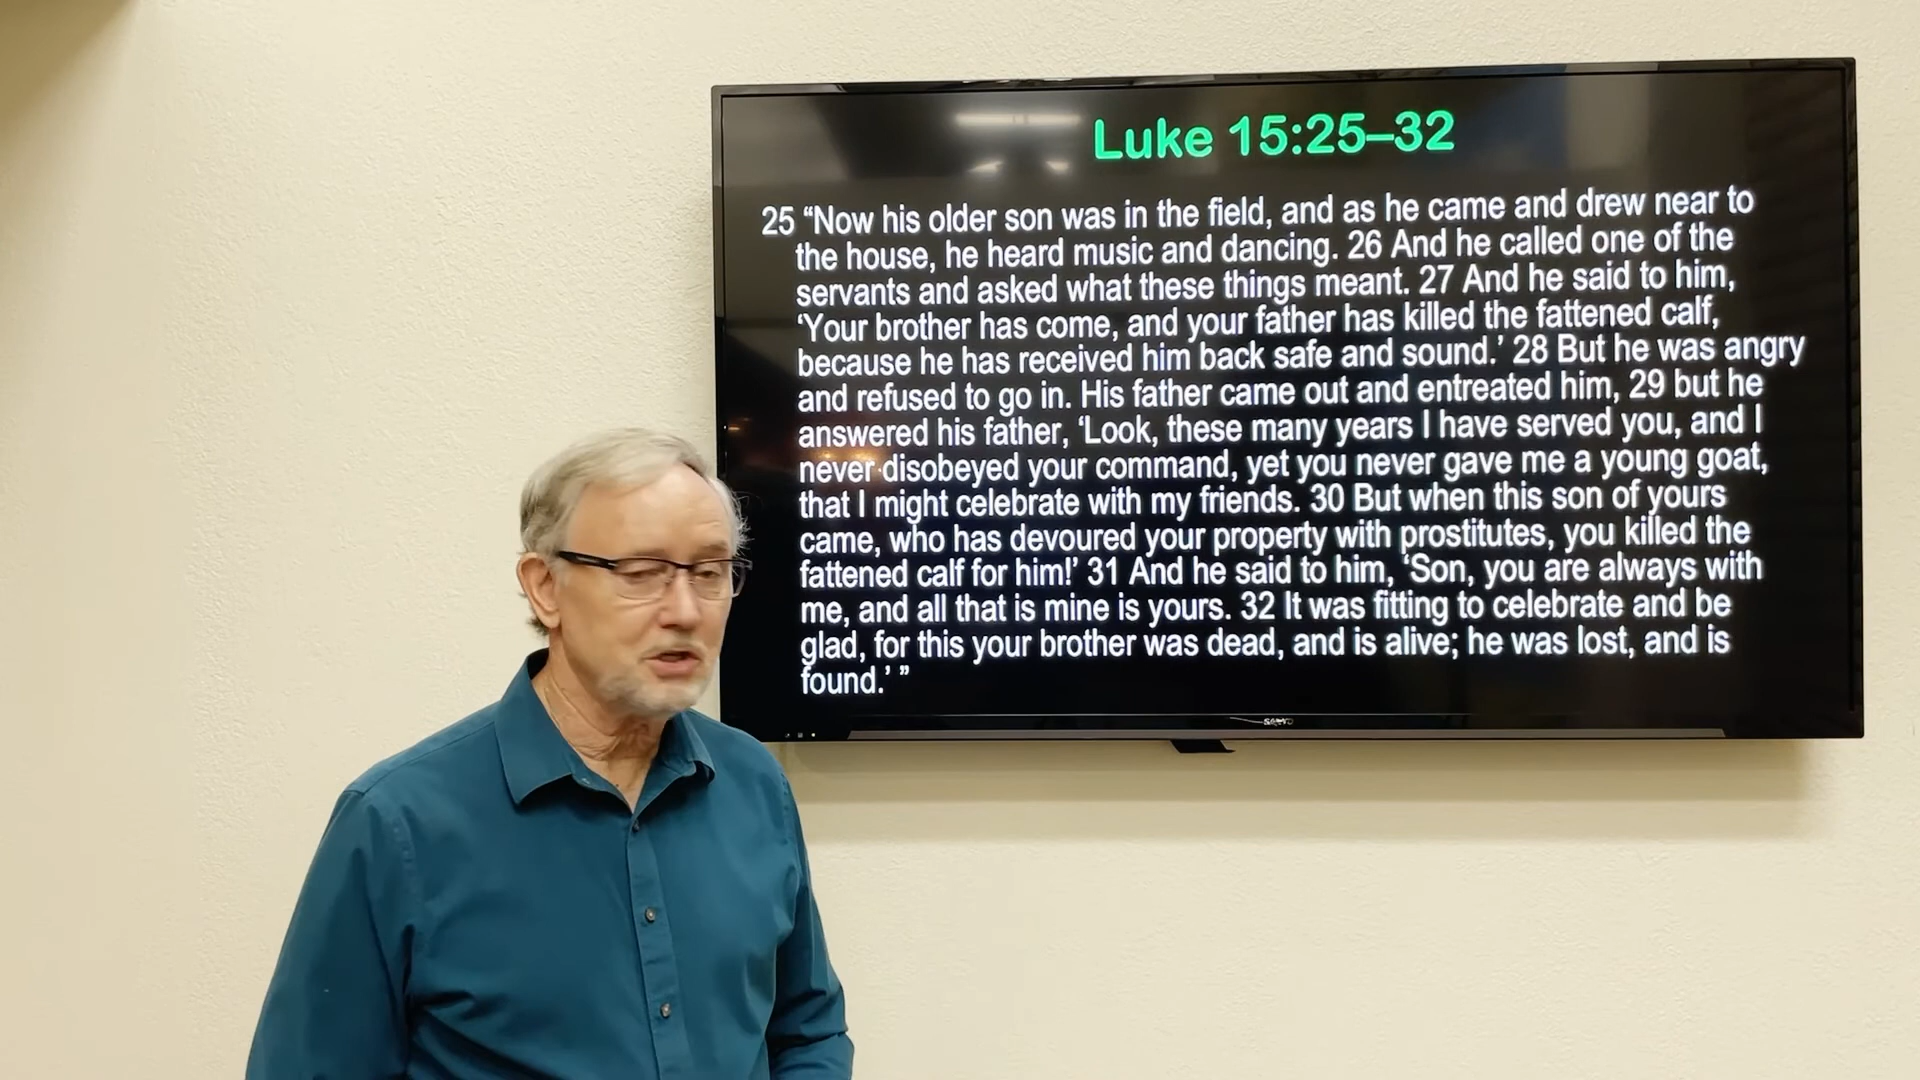 Luke 15:25–32
25 “Now his older son was in the field, and as he came and drew near to
the house, he heard music and dancing. 26 And he called one of the
servants and asked what these things meant. 27 And he said to him,
‘Your brother has come, and your father has killed the fattened calf,
because he has received him back safe and sound.’ 28 But he was angry
and refused to go in. His father came out and entreated him, 29 but he
answered his father, ‘Look, these many years I have served you, and I
never disobeyed your command, yet you never gave me a young goat,
that I might celebrate with my friends. 30 But when this son of yours
came, who has devoured your property with prostitutes, you killed the
fattened calf for him!’ 31 And he said to him, ‘Son, you are always with
me, and all that is mine is yours. 32 It was fitting to celebrate and be
glad, for this your brother was dead, and is alive; he was lost, and is
found.’ ”
SANYO